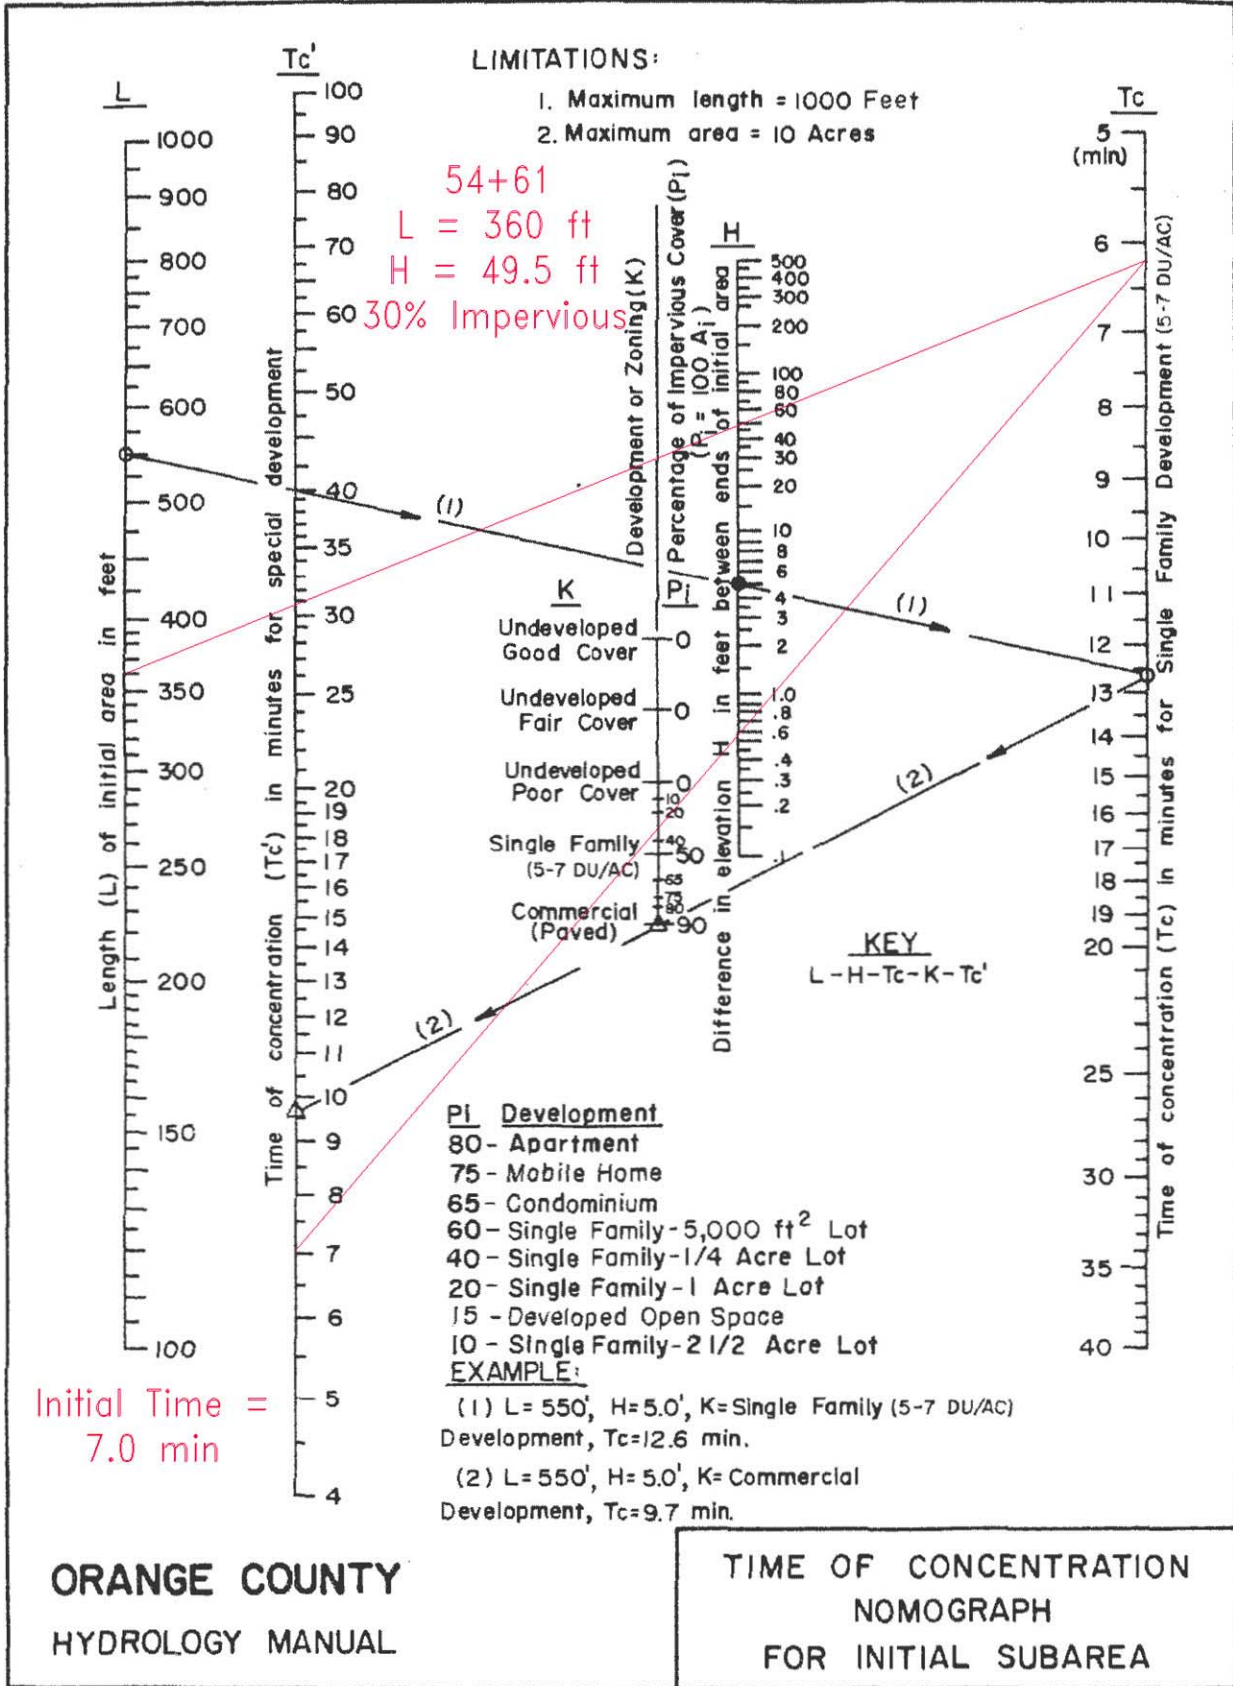 LIMITATIONS:
1. Maximum length = 1000 Feet
2. Maximum area = 10 Acres
54+61
L = 360 ft
H = 49.5 ft
30% Impervious
L
1000
900
800
700
600
500
400
350
300
250
200
150
100
Length (L) of initial area in feet
Tc'
100
90
80
70
60
50
40
35
30
25
20
19
18
17
16
15
14
13
12
11
10
9
8
7
6
5
4
Time of concentration (Tc') in minutes for special development
(1)
(1)
(2)
(2)
Development or Zoning (K)
Percentage of Impervious Cover (Pi)
(Pi = 100 Ai)
K
Pi
Undeveloped
Good Cover
0
Undeveloped
Fair Cover
0
Undeveloped
Poor Cover
0
10
20
40
Single Family
(5-7 DU/AC)
50
65
75
80
Commercial
(Paved)
90
H
500
400
300
200
100
80
60
40
30
20
10
8
6
4
3
2
1.0
.8
.6
.4
.3
.2
.1
Difference in elevation H in feet between ends of initial area
Tc
5
(min)
6
7
8
9
10
11
12
13
14
15
16
17
18
19
20
25
30
35
40
Time of concentration (Tc) in minutes for Single Family Development (5-7 DU/AC)
KEY
L-H-Tc-K-Tc'
Pi Development
80- Apartment
75- Mobile Home
65- Condominium
60- Single Family-5,000 ft² Lot
40- Single Family-1/4 Acre Lot
20- Single Family-1 Acre Lot
15 -Developed Open Space
10 - Single Family-2 1/2 Acre Lot
EXAMPLE:
(1) L= 550', H=5.0', K=Single Family (5-7 DU/AC)
Development, Tc=12.6 min.
(2) L= 550', H= 5.0', K= Commercial
Development, Tc=9.7 min.
Initial Time =
7.0 min
ORANGE COUNTY
HYDROLOGY MANUAL
TIME OF CONCENTRATION
NOMOGRAPH
FOR INITIAL SUBAREA